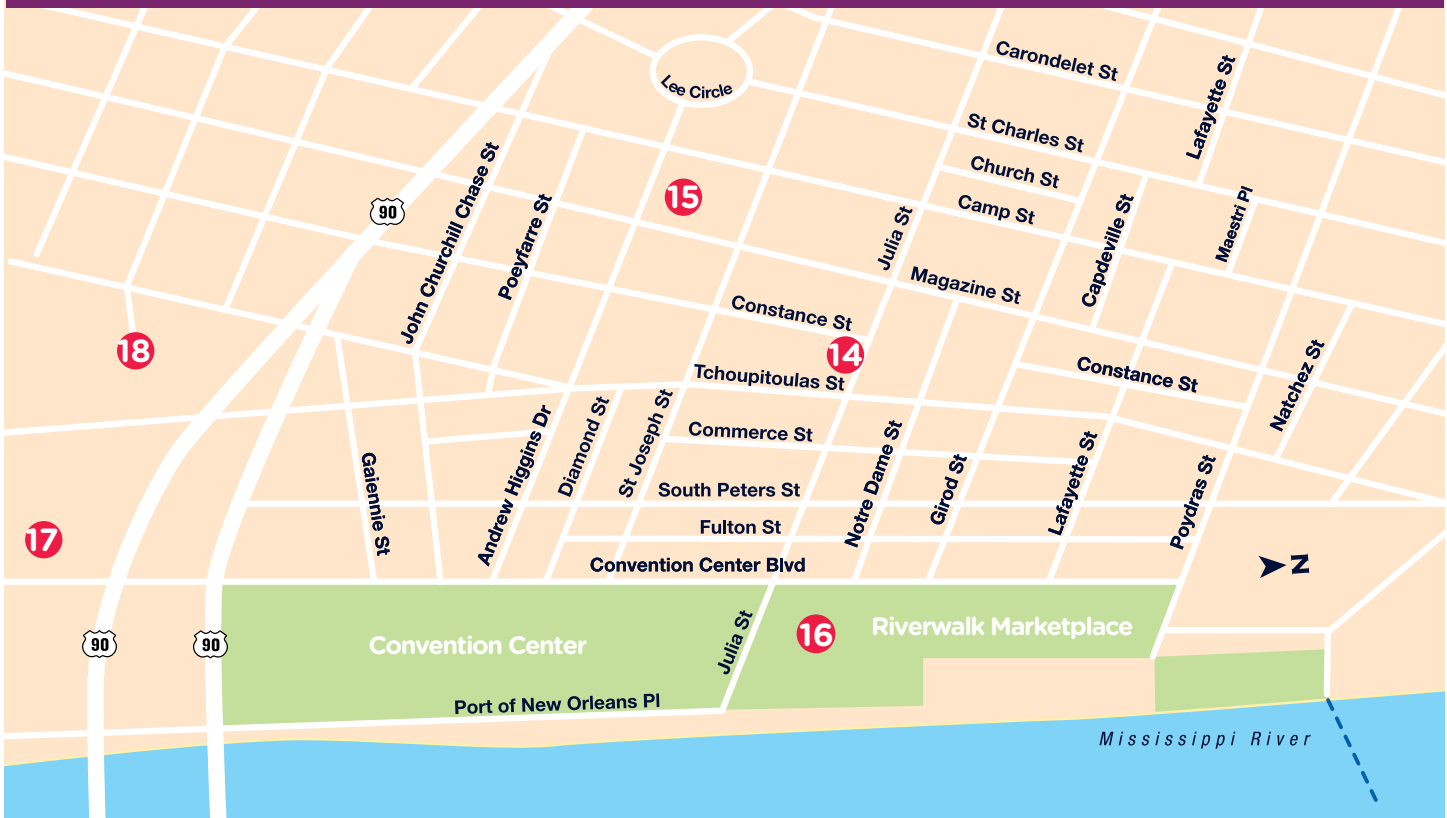 Carondelet St
Lafayette St
Lee Circle
St Charles St
Church St
Camp St
90
15
John Churchill Chase St
Poeyfarre St
Julia St
Capdeville St
Maestri Pl
Magazine St
Constance St
18
14
Tchoupitoulas St
Constance St
Natchez St
Andrew Higgins Dr
Diamond St
St Joseph St
Commerce St
Gaiennie St
South Peters St
Notre Dame St
Girod St
Lafayette St
Poydras St
17
Fulton St
Convention Center Blvd
N
90
90
Convention Center
Julia St
16
Riverwalk Marketplace
Port of New Orleans Pl
Mississippi River